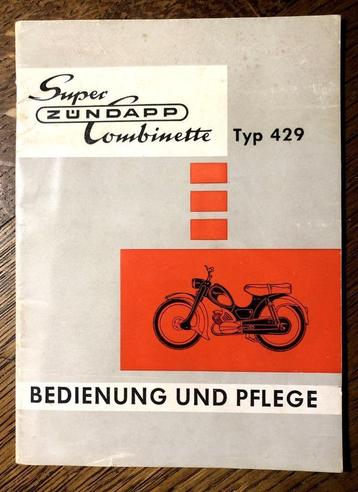 Super
ZÜNDAPP
Combinette Typ 429
BEDIENUNG UND PFLEGE